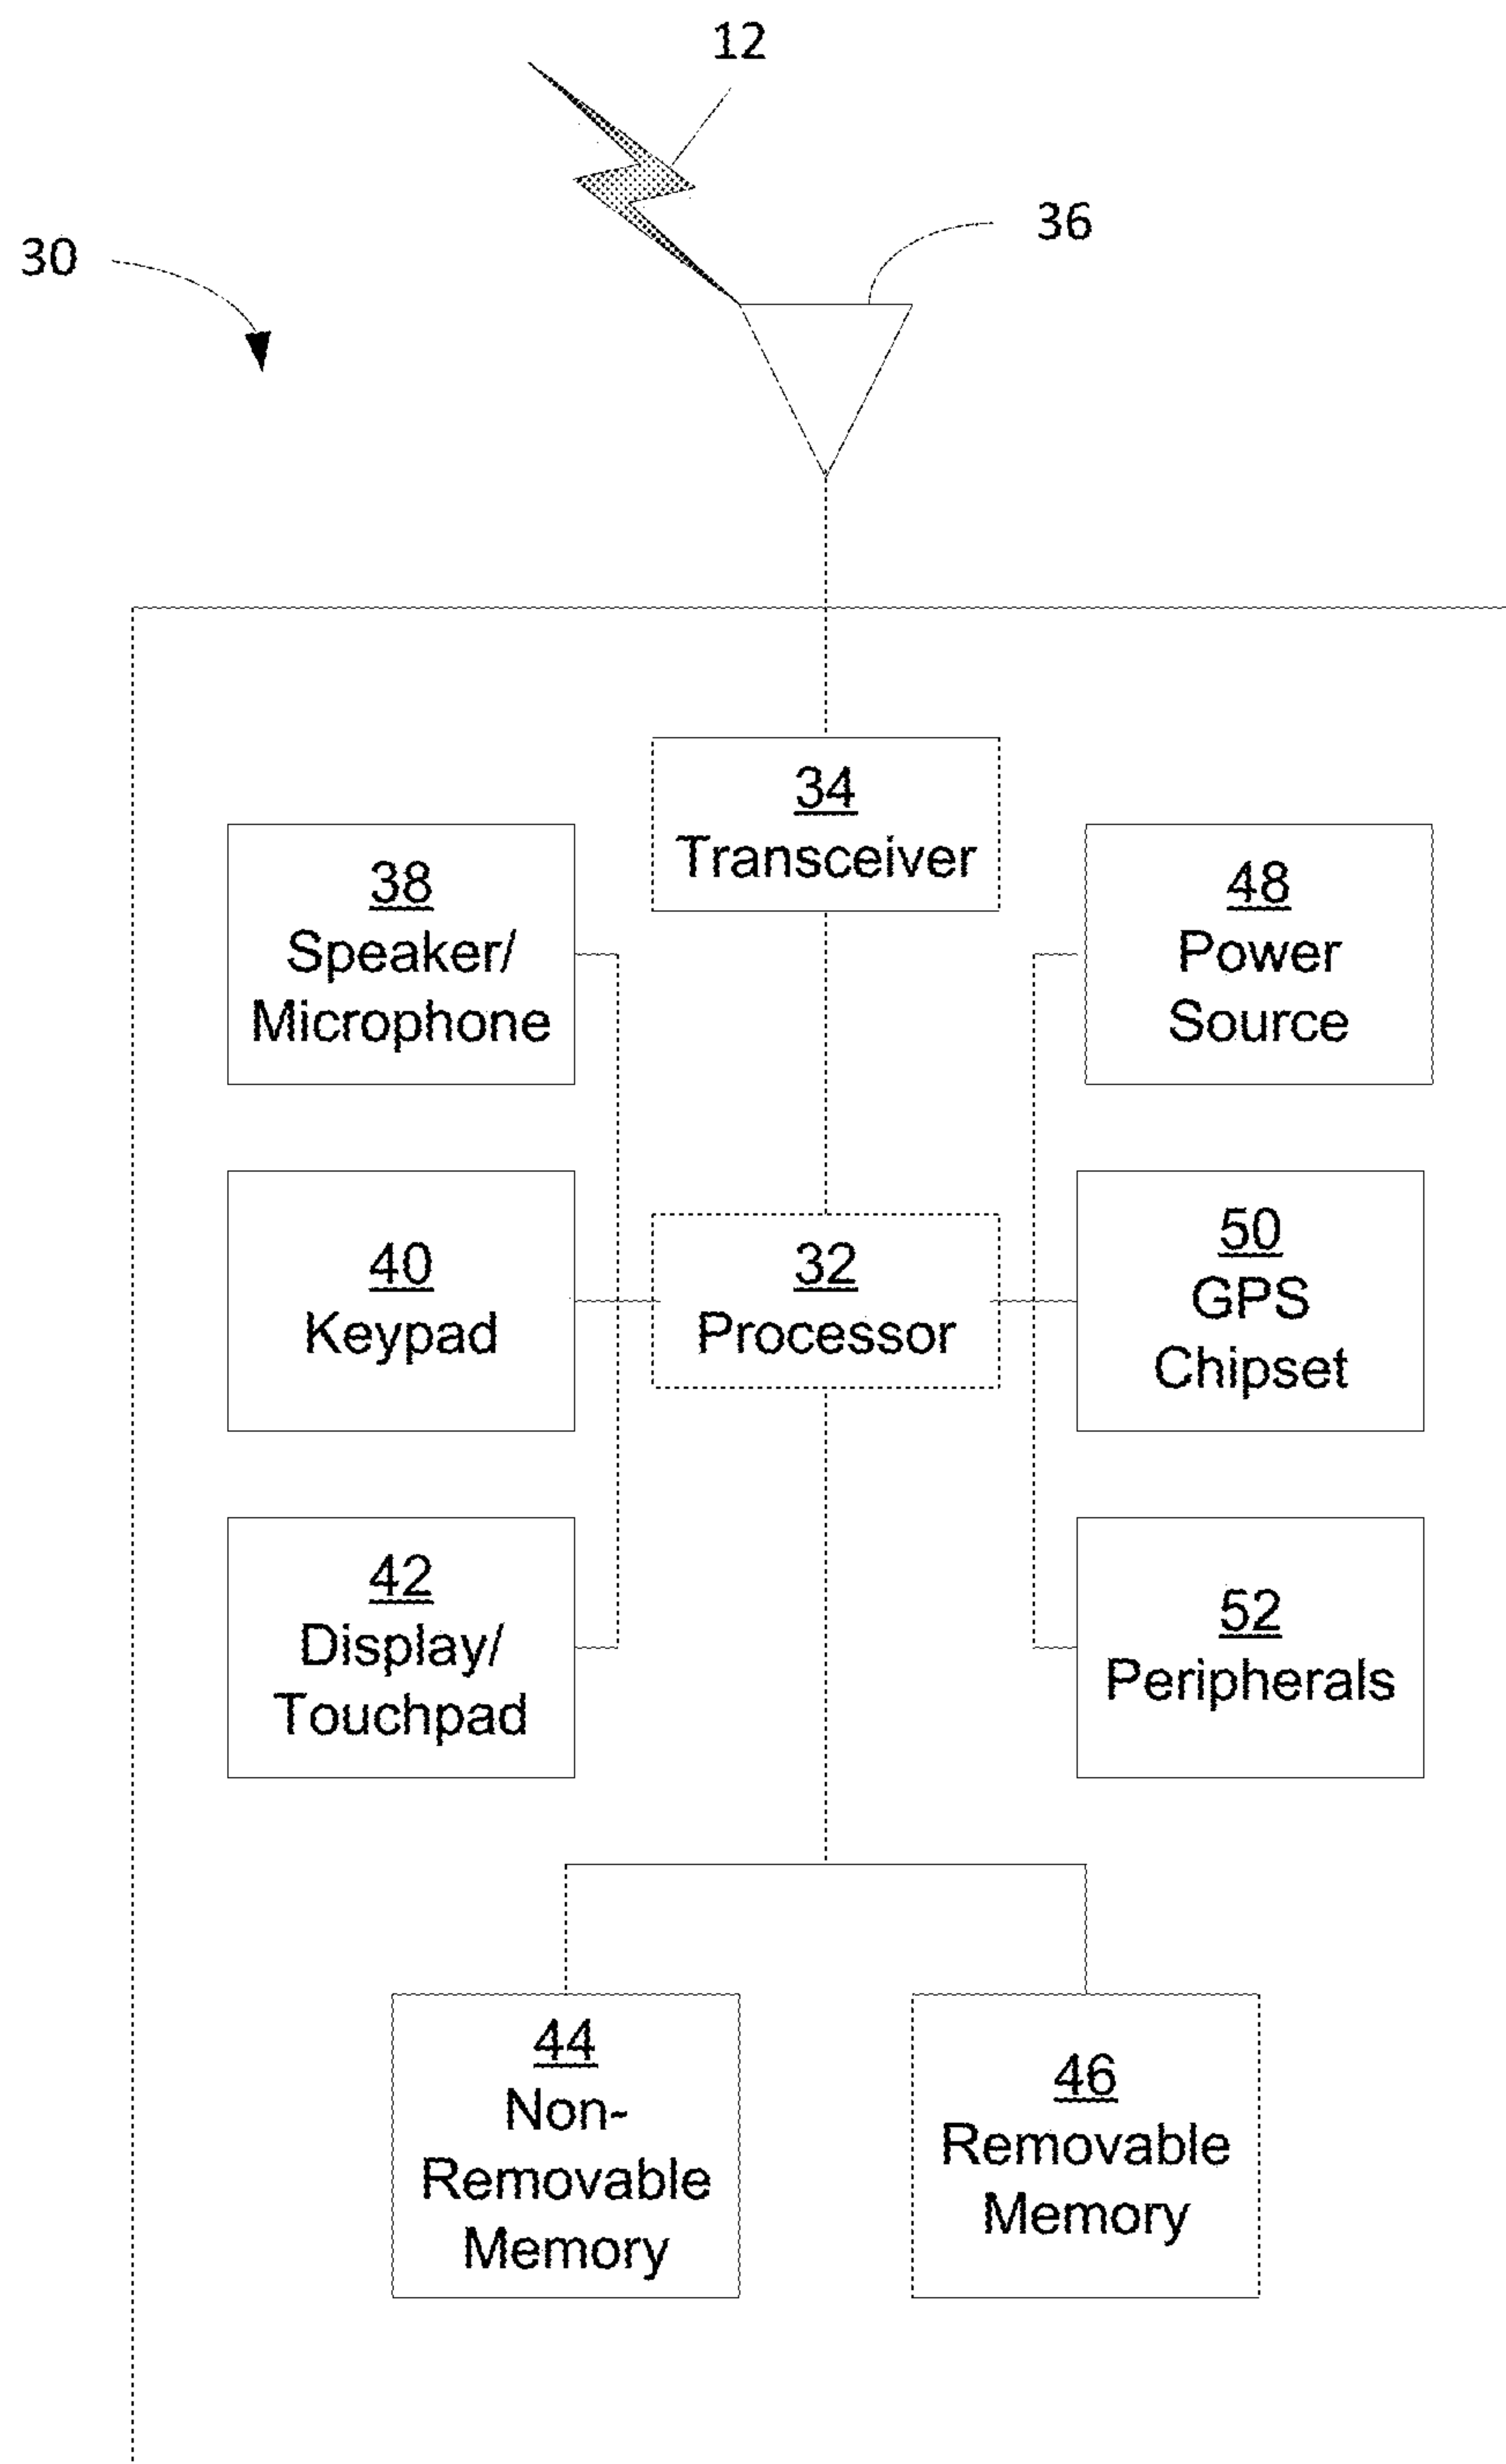 12
36
30
34
Transceiver
38
Speaker/
Microphone
48
Power
Source
40
Keypad
32
Processor
50
GPS
Chipset
42
Display/
Touchpad
52
Peripherals
44
Non-
Removable
Memory
46
Removable
Memory